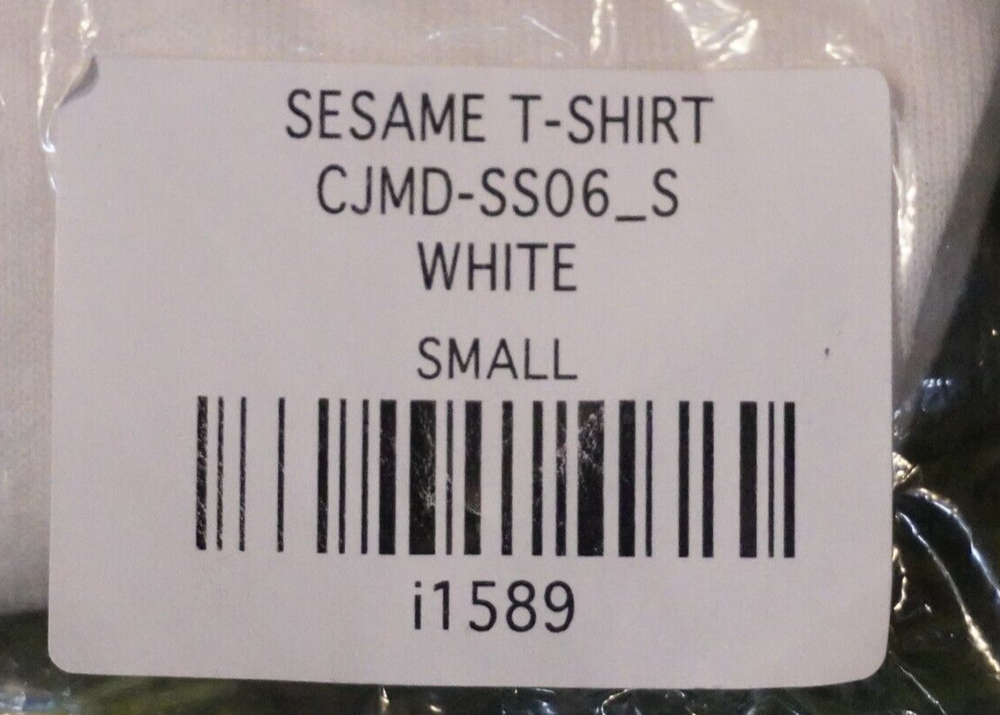 SESAME T-SHIRT
CJMD-SS06_S
WHITE
SMALL
i1589